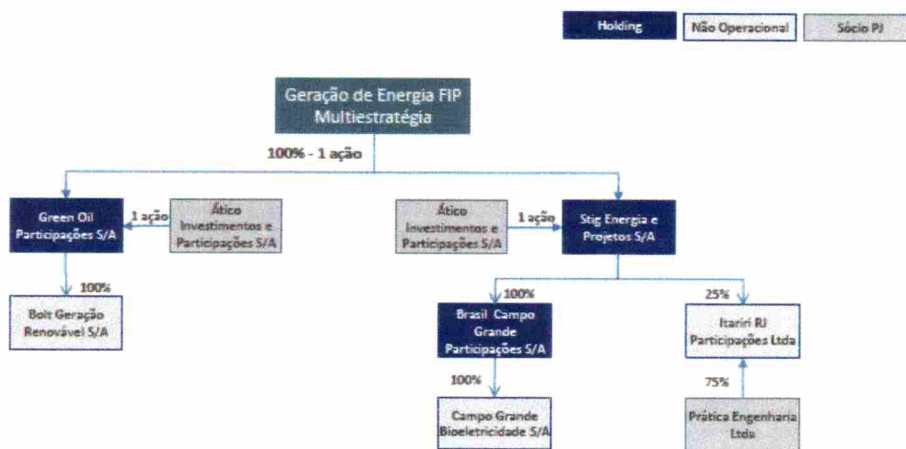 Holding
Não Operacional
Sócio PJ
Geração de Energia FIP
Multiestratégia
100% - 1 ação
Green Oil
Participações S/A
1 ação
Ático
Investimentos e
Participações S/A
Ático
Investimentos e
Participações S/A
1 ação
Stig Energia e
Projetos S/A
100%
Bolt Geração
Renovável S/A
100%
25%
Brasil Campo
Grande
Participações S/A
Itariri RJ
Participações Ltda
100%
75%
Campo Grande
Bioeletricidade S/A
Prática Engenharia
Ltda